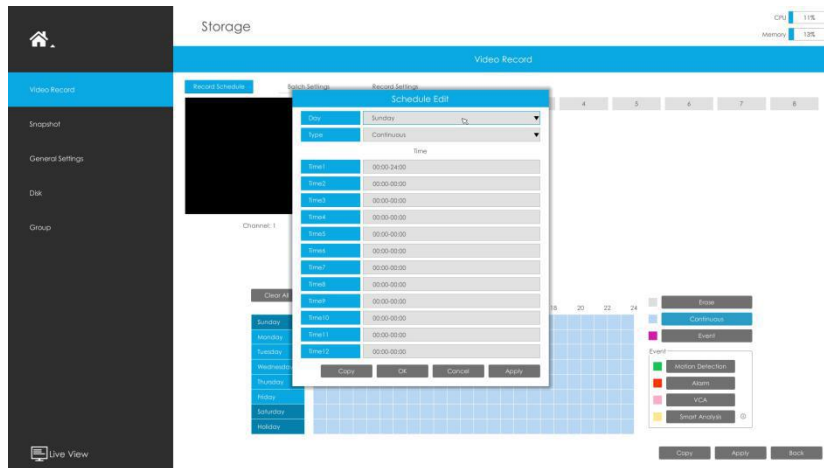 Storage
CPU 11%
Memory 13%
Video Record
Video Record
Snapshot
General Settings
Disk
Group
Live View
Record Schedule Batch Settings Record Settings
4 5 6 7 8
Channel: 1
Schedule Edit
Day Sunday
Type Continuous
Time
Time1 00:00-24:00
Time2 00:00-00:00
Time3 00:00-00:00
Time4 00:00-00:00
Time5 00:00-00:00
Time6 00:00-00:00
Time7 00:00-00:00
Time8 00:00-00:00
Time9 00:00-00:00
Time10 00:00-00:00
Time11 00:00-00:00
Time12 00:00-00:00
Copy OK Cancel Apply
Clear All
18 20 22 24
Sunday
Monday
Tuesday
Wednesday
Thursday
Friday
Saturday
Holiday
Erase
Continuous
Event
Event
Motion Detection
Alarm
VCA
Smart Analysis
Copy Apply Back